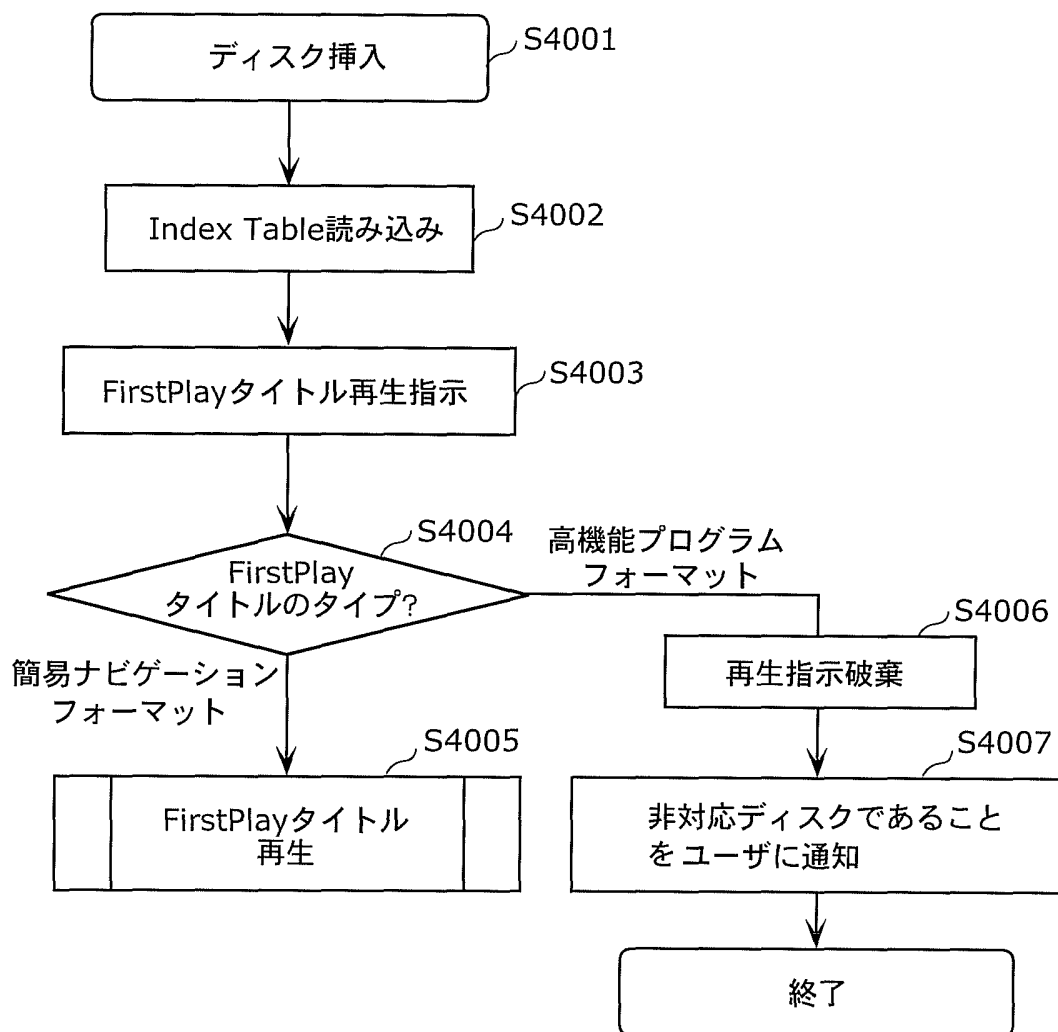 ディスク挿入
S4001
Index Table読み込み
S4002
FirstPlayタイトル再生指示
S4003
FirstPlay
タイトルのタイプ?
S4004
高機能プログラム
フォーマット
簡易ナビゲーション
フォーマット
FirstPlayタイトル
再生
S4005
再生指示破棄
S4006
非対応ディスクであること
をユーザに通知
S4007
終了